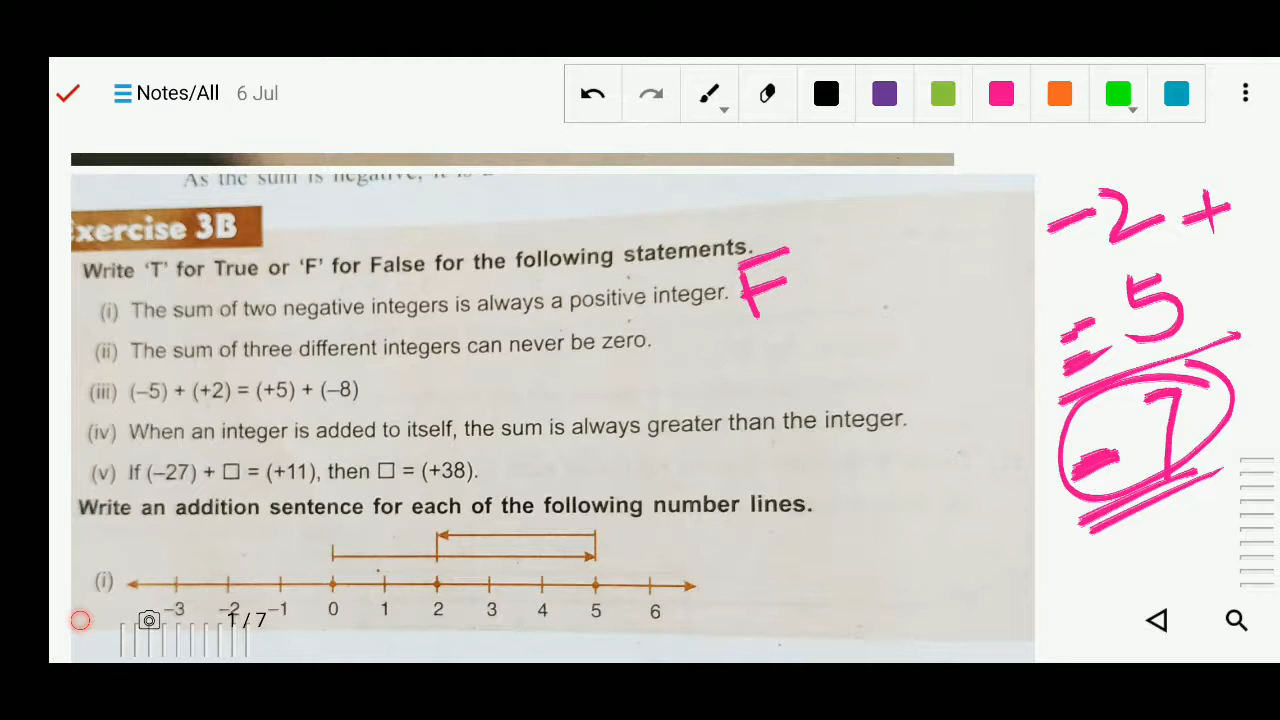 Notes/All 6 Jul
As the sum is negative, it is
Exercise 3B
Write 'T' for True or 'F' for False for the following statements.
(i) The sum of two negative integers is always a positive integer. F
(ii) The sum of three different integers can never be zero.
(iii) (–5) + (+2) = (+5) + (–8)
(iv) When an integer is added to itself, the sum is always greater than the integer.
(v) If (–27) + □ = (+11), then □ = (+38).
Write an addition sentence for each of the following number lines.
(i)
–3 –2 –1 0 1 2 3 4 5 6
1 / 7
-2 +
-5
-7